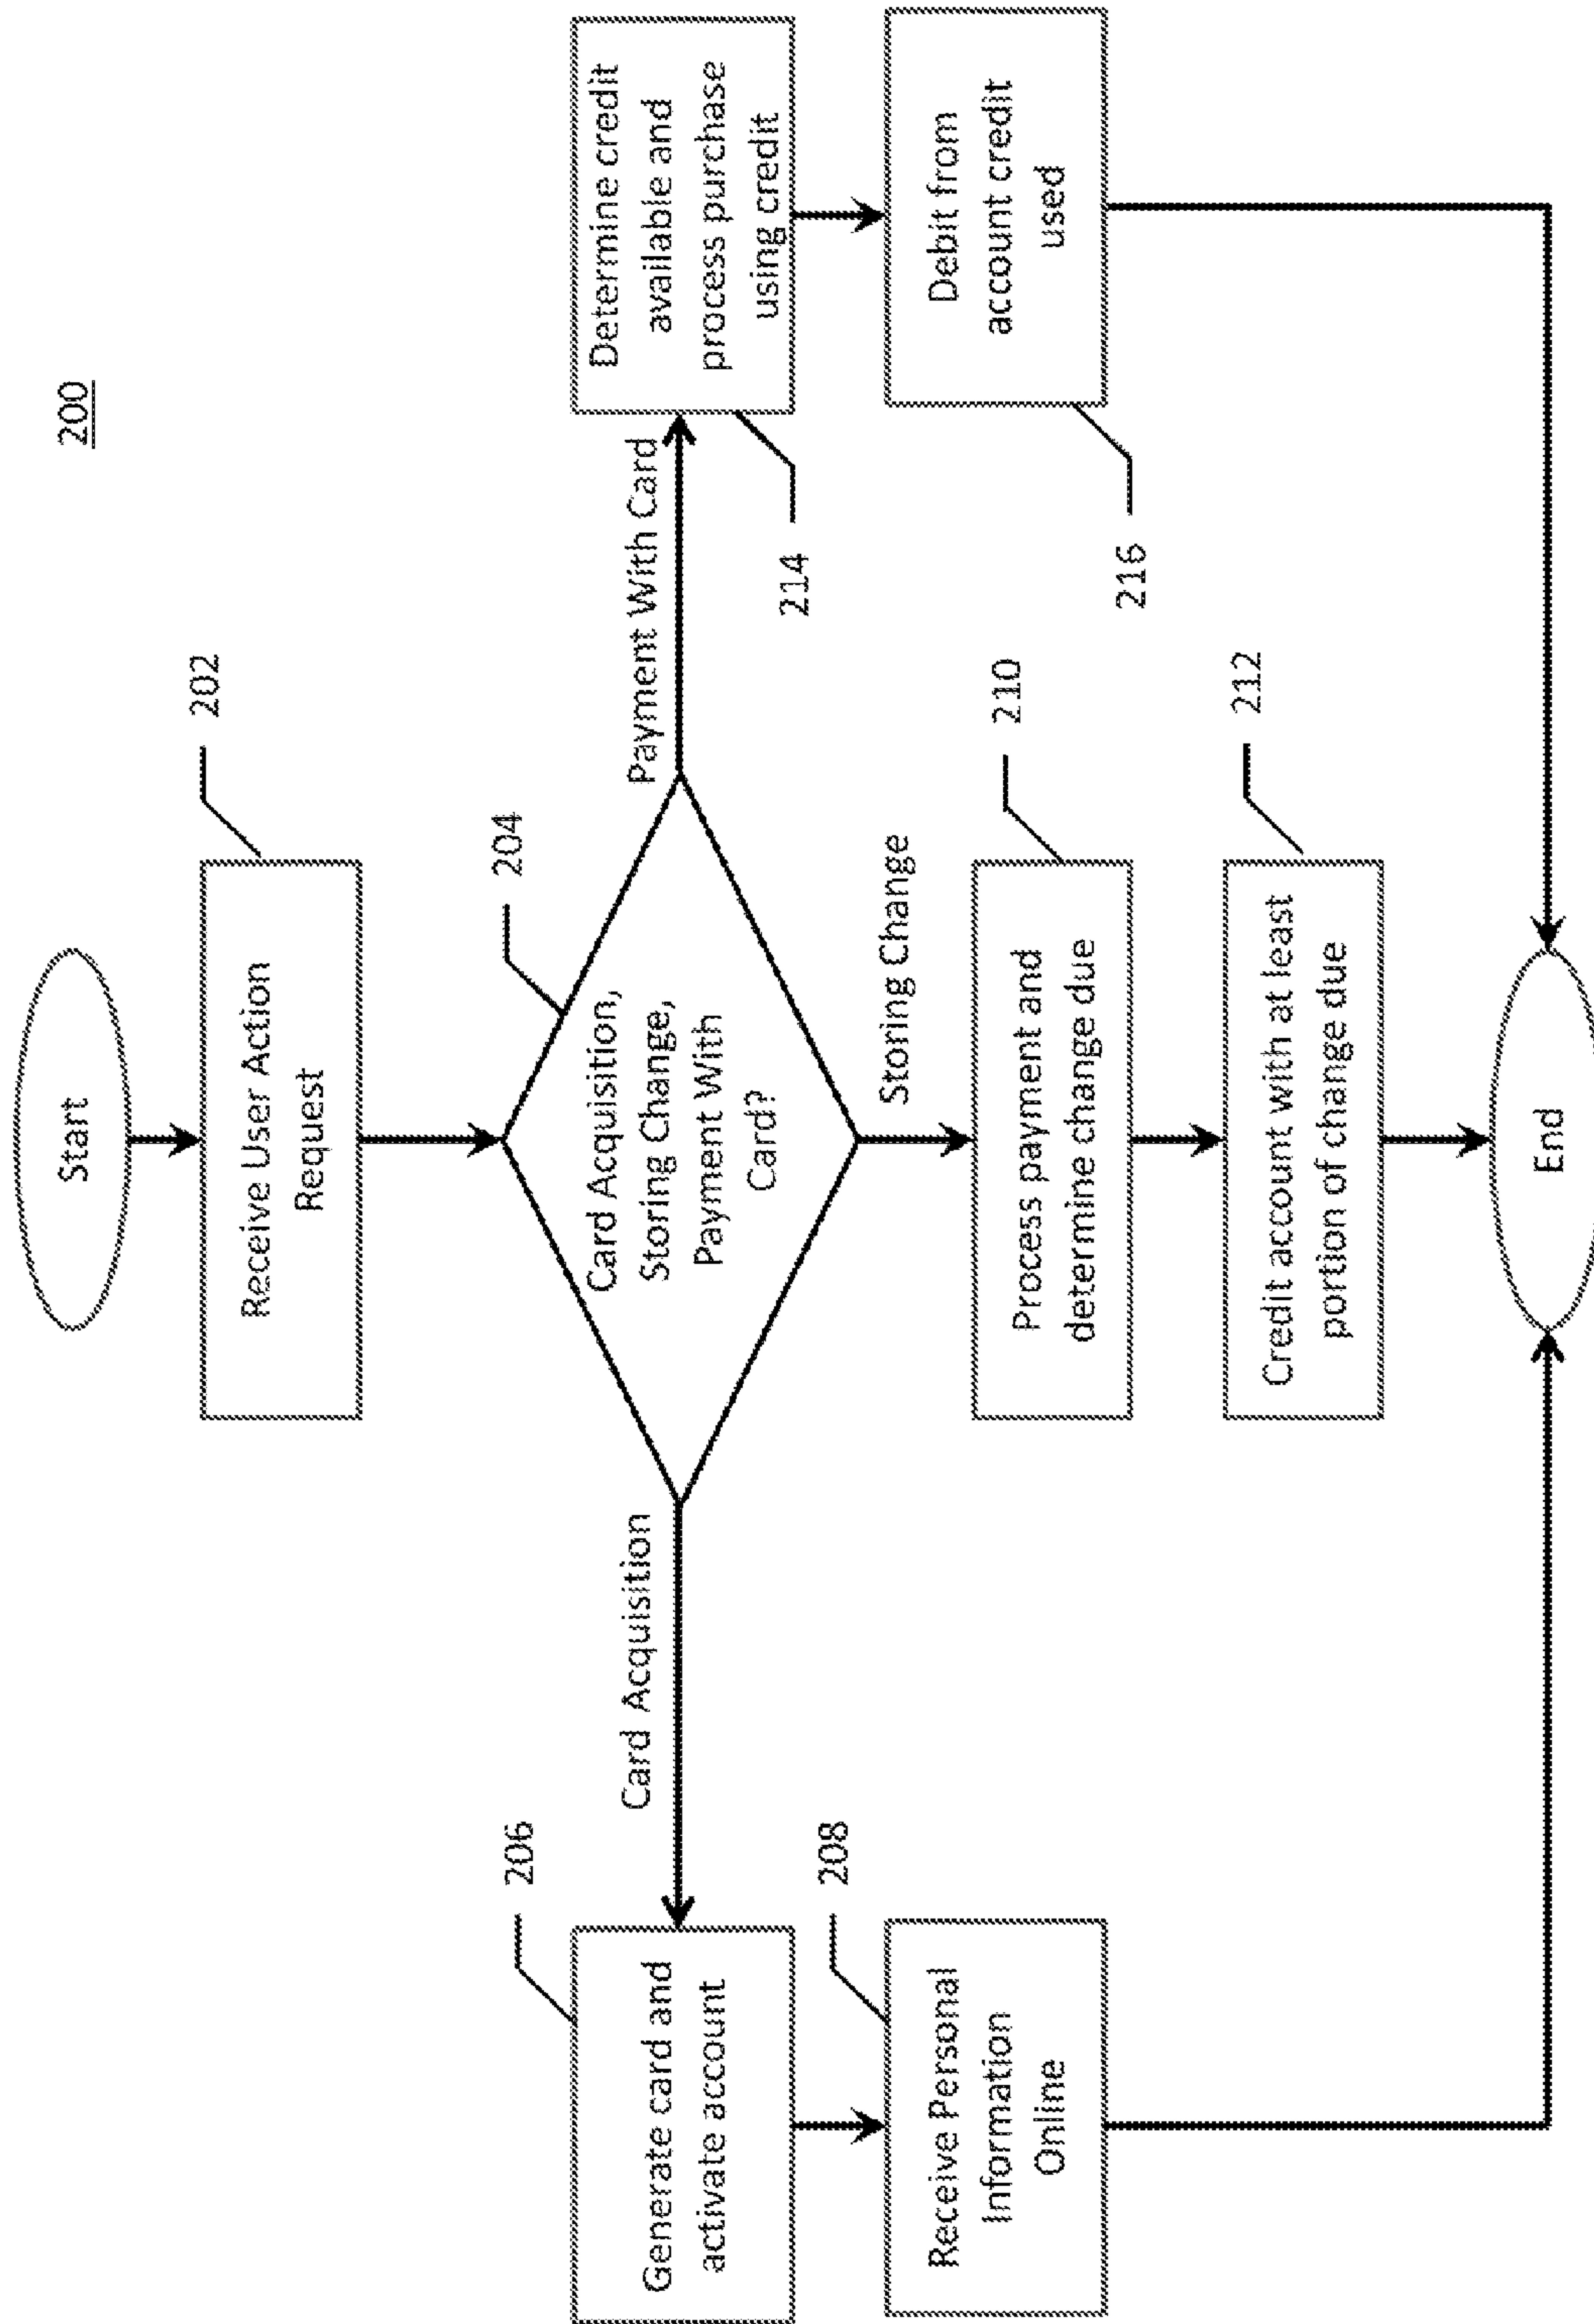 200
Start
202
Receive User Action
Request
204
Card Acquisition,
Storing Change,
Payment With
Card?
Card Acquisition
206
Generate card and
activate account
208
Receive Personal
Information
Online
Storing Change
210
Process payment and
determine change due
212
Credit account with at least
portion of change due
Payment With Card
214
Determine credit
available and
process purchase
using credit
216
Debit from
account credit
used
End